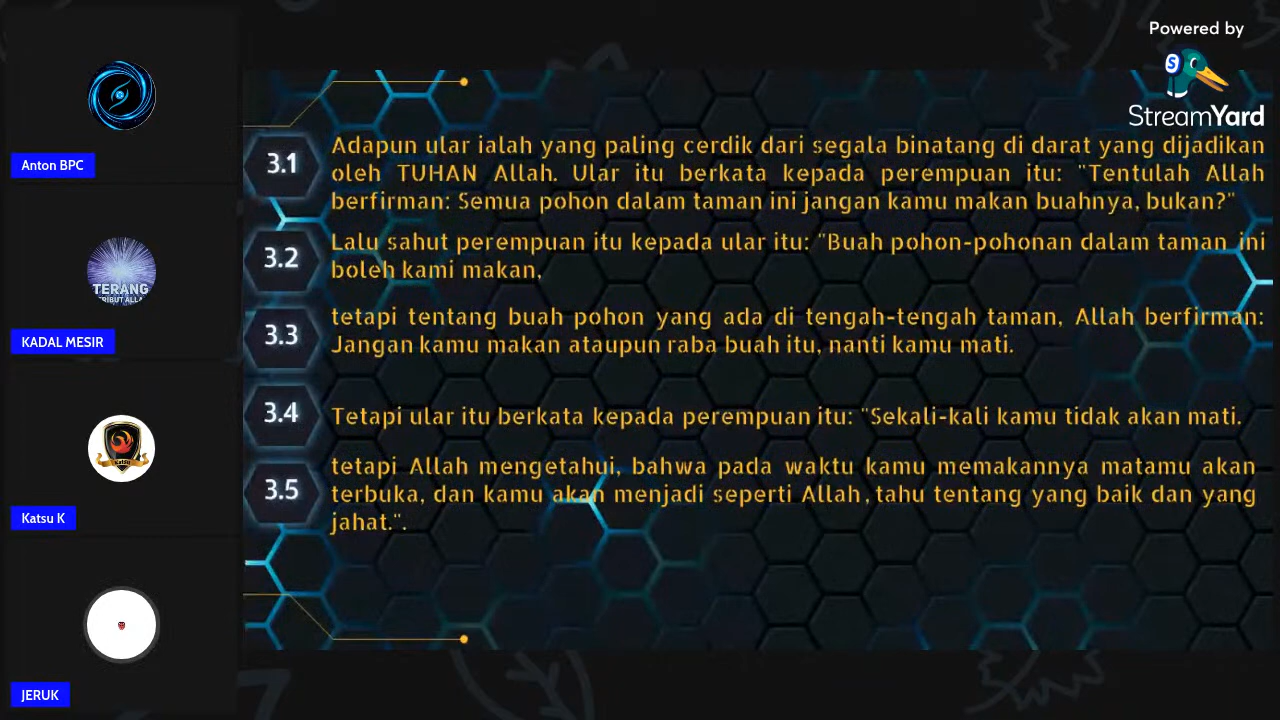 Powered by
StreamYard
Anton BPC
TERANG
KADAL MESIR
Katsu K
JERUK
3.1
Adapun ular ialah yang paling cerdik dari segala binatang di darat yang dijadikan
oleh TUHAN Allah. Ular itu berkata kepada perempuan itu: "Tentulah Allah
berfirman: Semua pohon dalam taman ini jangan kamu makan buahnya, bukan?"
3.2
Lalu sahut perempuan itu kepada ular itu: "Buah pohon-pohonan dalam taman ini
boleh kami makan,
3.3
tetapi tentang buah pohon yang ada di tengah-tengah taman, Allah berfirman:
Jangan kamu makan ataupun raba buah itu, nanti kamu mati.
3.4
Tetapi ular itu berkata kepada perempuan itu: "Sekali-kali kamu tidak akan mati.
3.5
tetapi Allah mengetahui, bahwa pada waktu kamu memakannya matamu akan
terbuka, dan kamu akan menjadi seperti Allah, tahu tentang yang baik dan yang
jahat.".